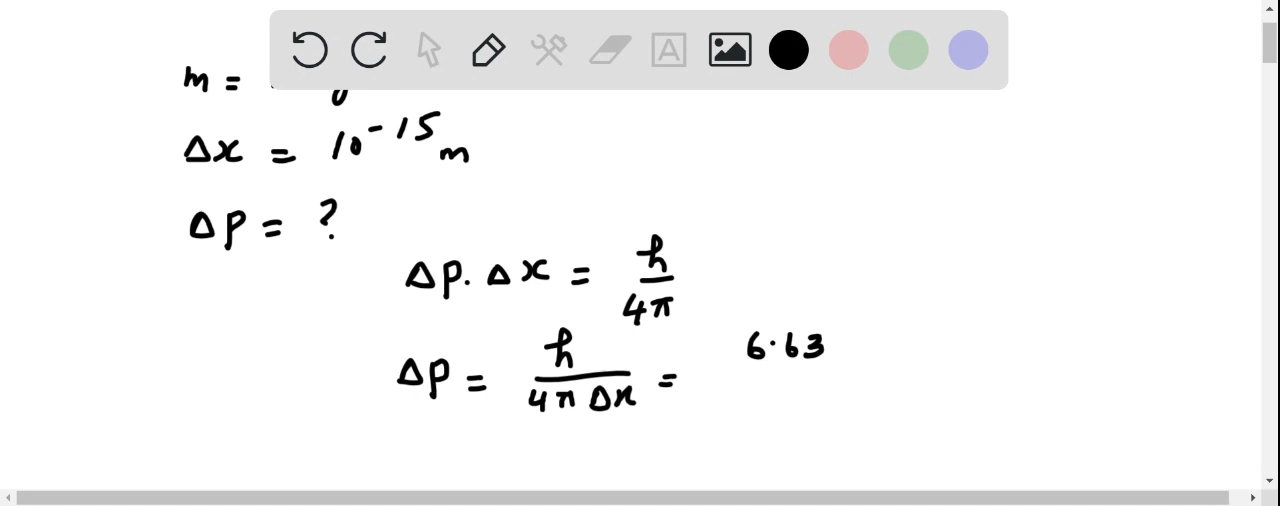 m =
Δx = 10⁻¹⁵ m
Δp = ?
Δp. Δx = h/4π
Δp = h/4πΔx = 6.63